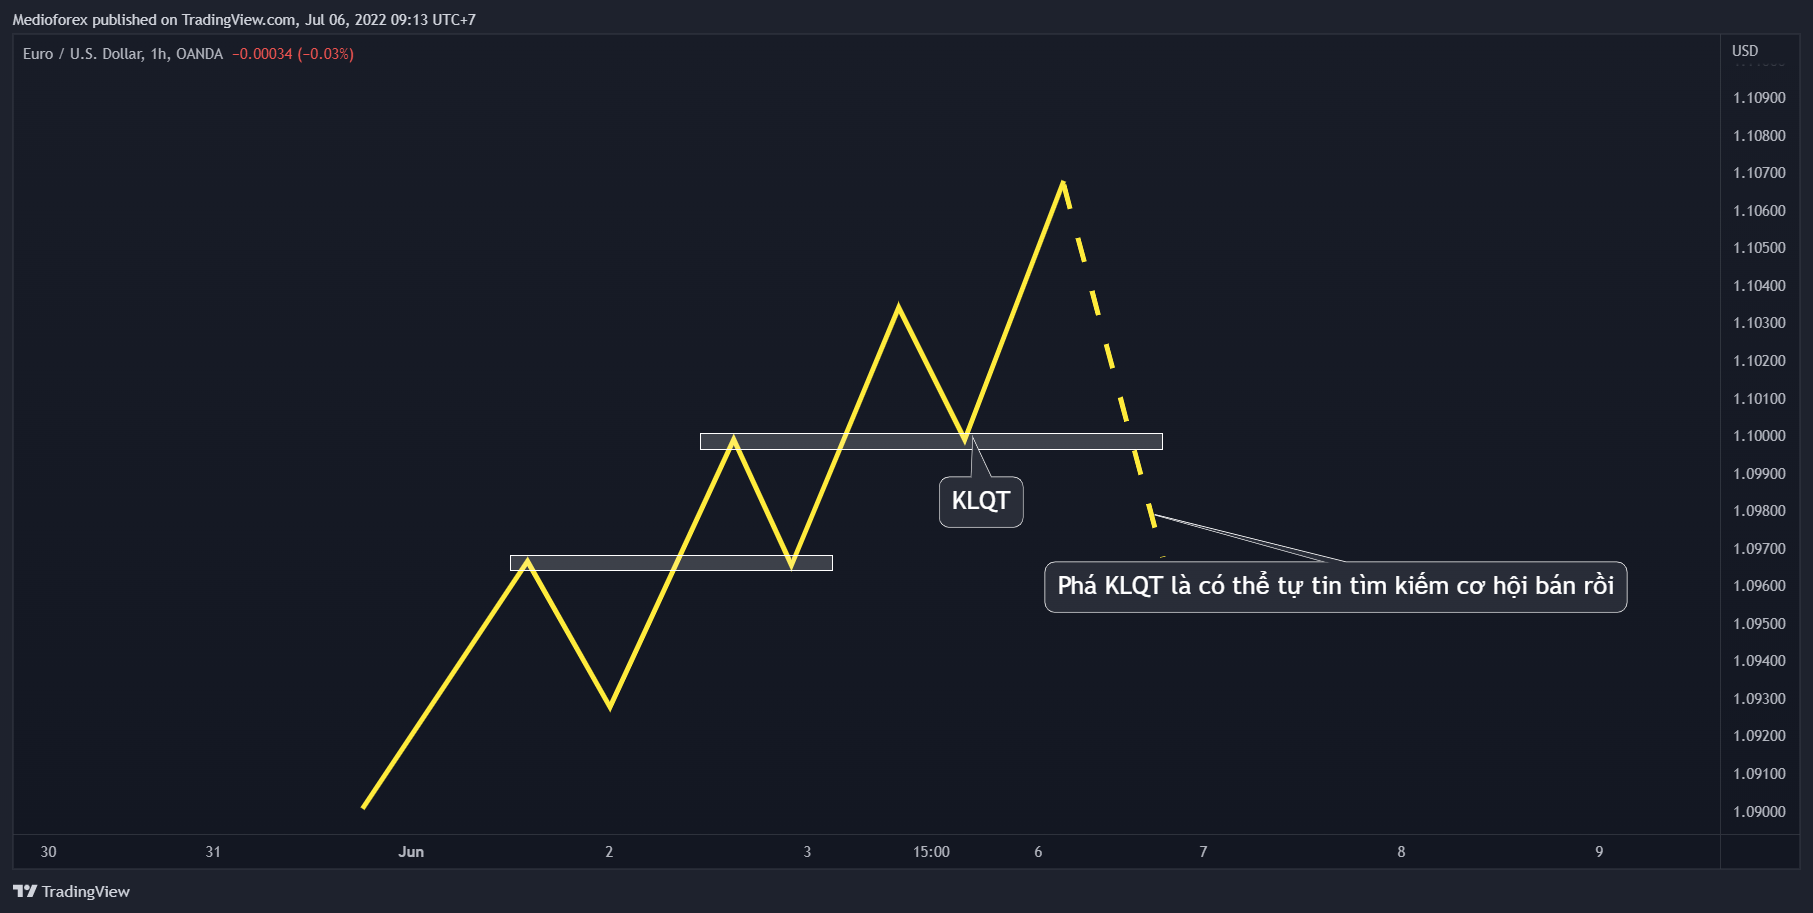 Medioforex published on TradingView.com, Jul 06, 2022 09:13 UTC+7
Euro / U.S. Dollar, 1h, OANDA −0.00034 (−0.03%)
USD
1.10900
1.10800
1.10700
1.10600
1.10500
1.10400
1.10300
1.10200
1.10100
1.10000
1.09900
1.09800
1.09700
1.09600
1.09500
1.09400
1.09300
1.09200
1.09100
1.09000
KLQT
Phá KLQT là có thể tự tin tìm kiếm cơ hội bán rồi
30 31 Jun 2 3 15:00 6 7 8 9
TradingView